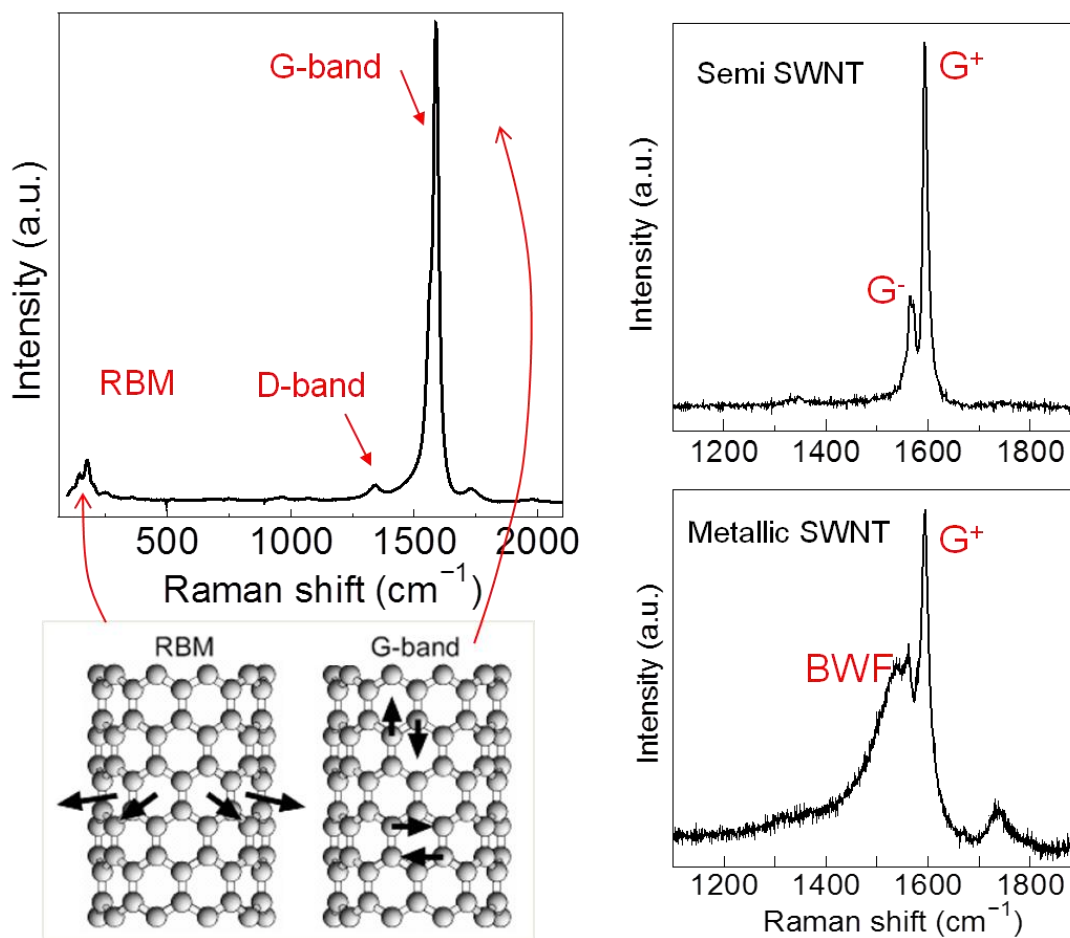 G-band
RBM
D-band
Intensity (a.u.)
500 1000 1500 2000
Raman shift (cm⁻¹)
RBM
G-band
Semi SWNT
G⁺
G⁻
Intensity (a.u.)
1200 1400 1600 1800
Metallic SWNT
G⁺
BWF
Intensity (a.u.)
1200 1400 1600 1800
Raman shift (cm⁻¹)